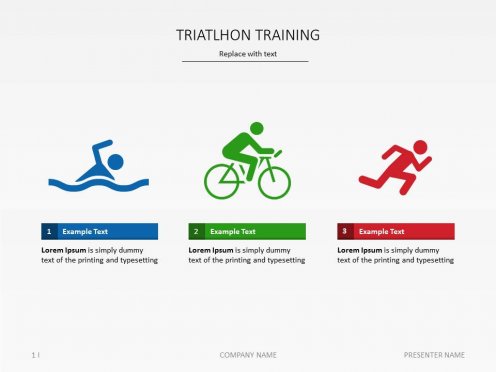 TRIATLHON TRAINING
Replace with text
1 Example Text
Lorem Ipsum is simply dummy
text of the printing and typesetting
2 Example Text
Lorem Ipsum is simply dummy
text of the printing and typesetting
3 Example Text
Lorem Ipsum is simply dummy
text of the printing and typesetting
1 I
COMPANY NAME
PRESENTER NAME